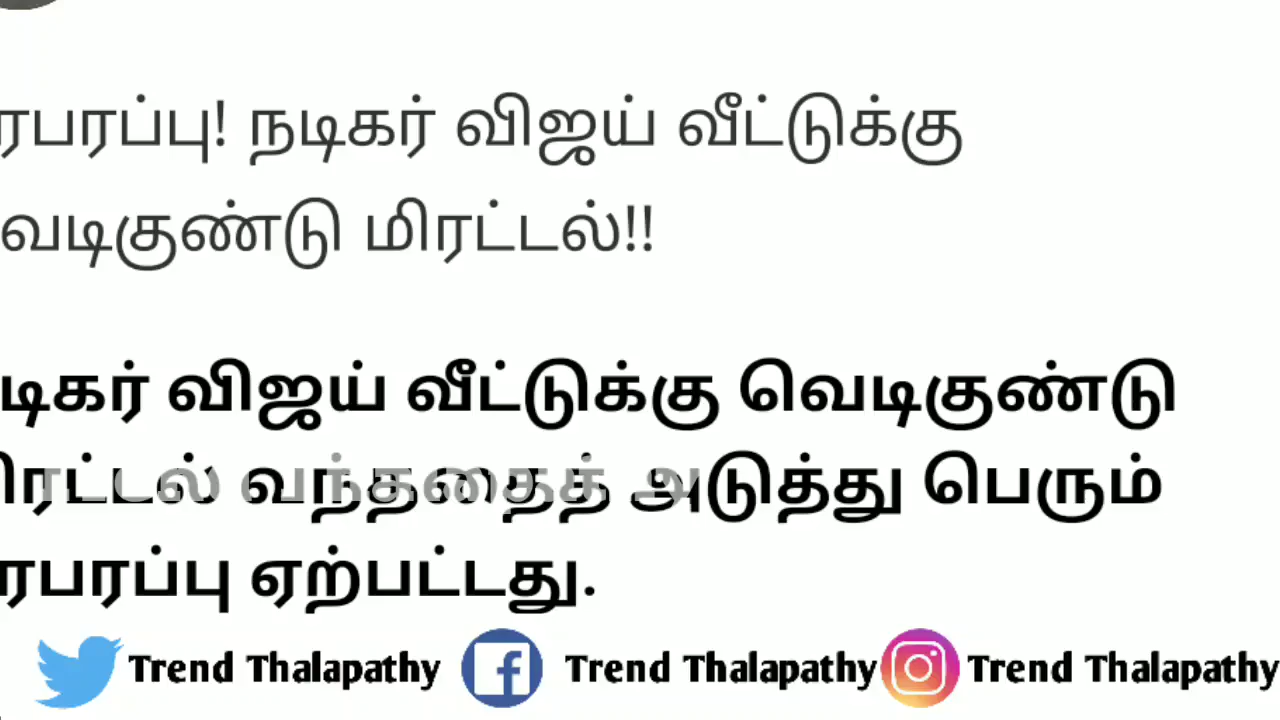 ரபரப்பு! நடிகர் விஜய் வீட்டுக்கு
வெடிகுண்டு மிரட்டல்!!
டிகர் விஜய் வீட்டுக்கு வெடிகுண்டு
ிரட்டல் வந்ததைத் அடுத்து பெரும்
ரபரப்பு ஏற்பட்டது.
Trend Thalapathy Trend Thalapathy Trend Thalapathy